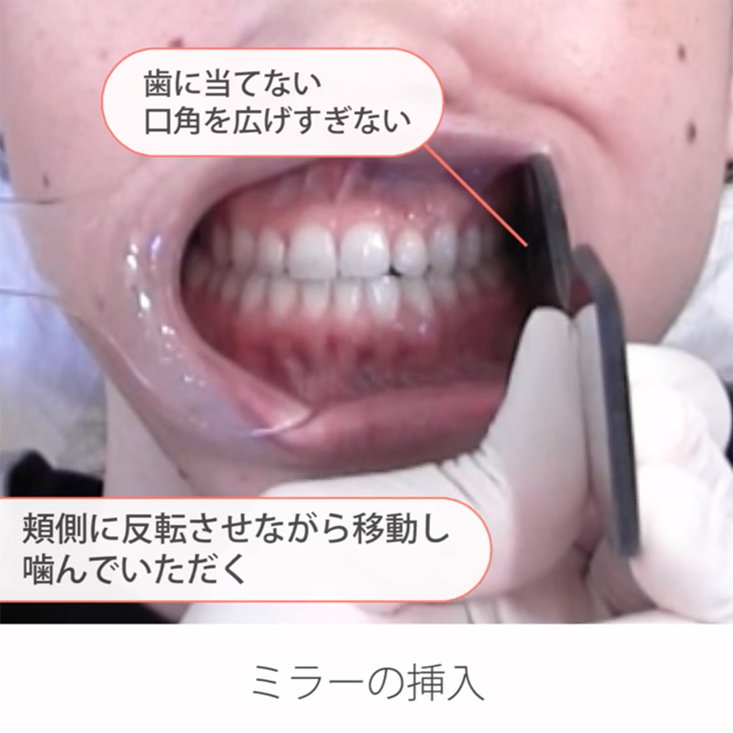 歯に当てない
口角を広げすぎない
頬側に反転させながら移動し
噛んでいただく
ミラーの挿入